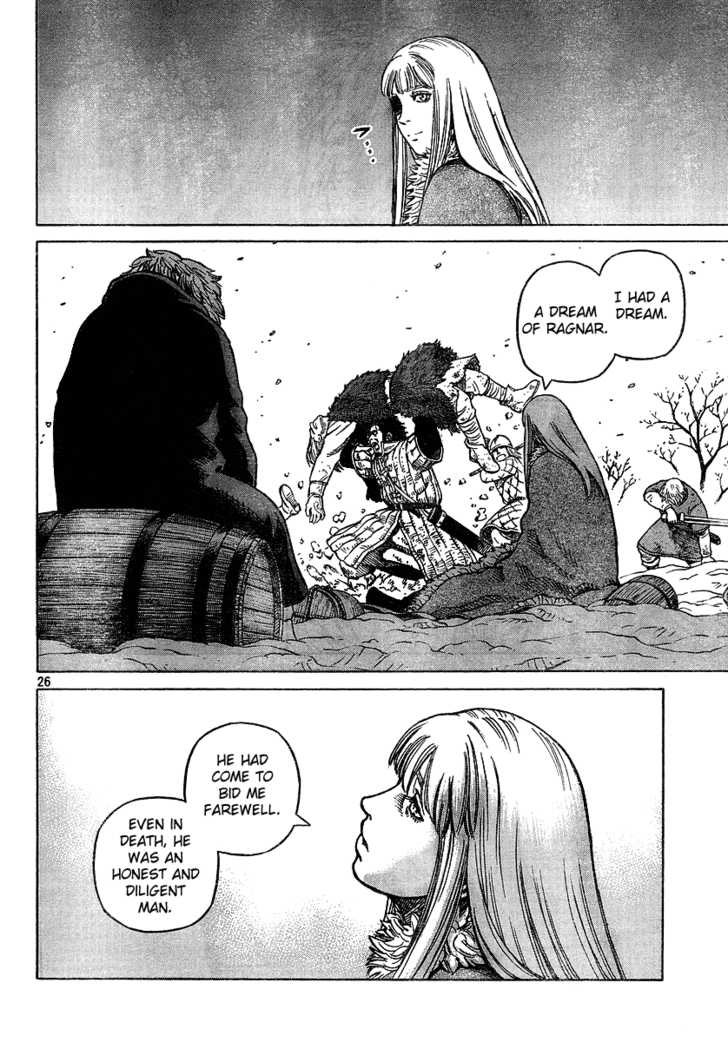 I HAD A
DREAM.
A DREAM
OF RAGNAR.
26
HE HAD
COME TO
BID ME
FAREWELL.
EVEN IN
DEATH, HE
WAS AN
HONEST AND
DILIGENT
MAN.